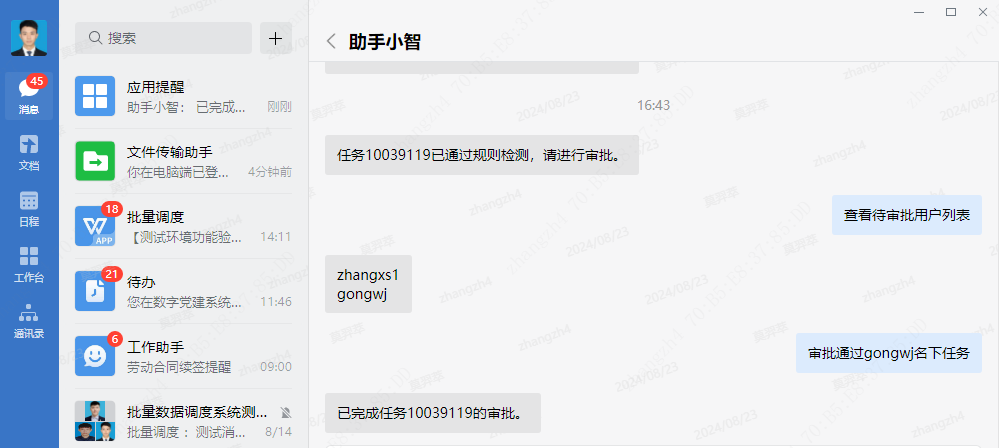 搜索
45
消息
文档
日程
工作台
通讯录
应用提醒
助手小智： 已完成...
刚刚
文件传输助手
你在电脑端已登...
4分钟前
18
APP
批量调度
【测试环境功能验...
14:11
21
待办
您在数字党建系统...
11:46
6
工作助手
劳动合同续签提醒
09:00
批量数据调度系统测...
批量调度： 测试消...
8/14
助手小智
16:43
任务10039119已通过规则检测，请进行审批。
查看待审批用户列表
zhangxs1
gongwj
审批通过gongwj名下任务
已完成任务10039119的审批。
zhangzh4
2024/08/23